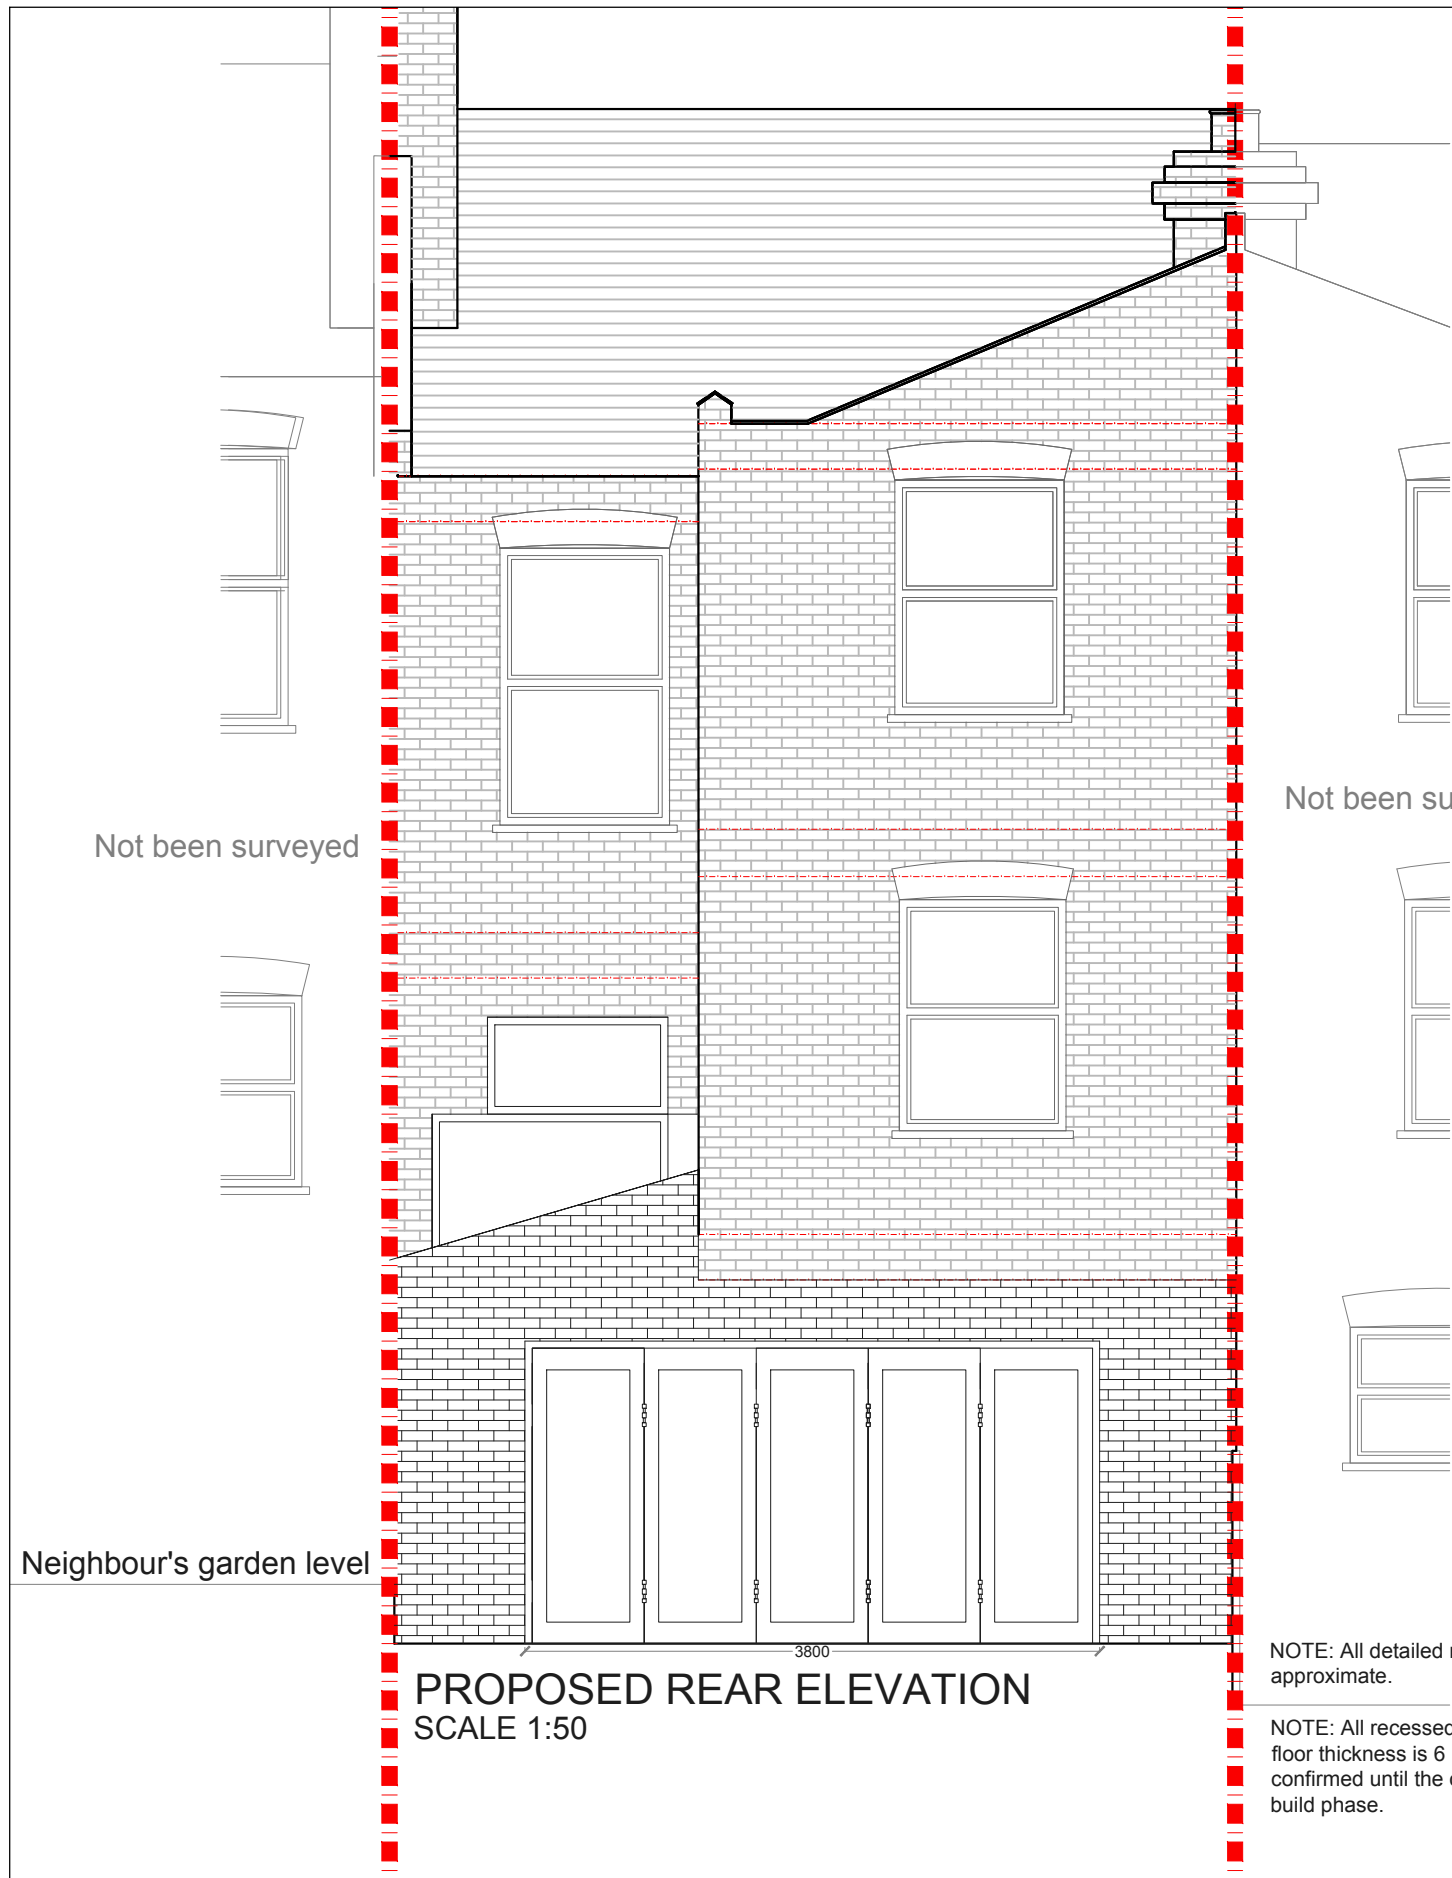 Not been surveyed
Not been su
Neighbour's garden level
3800
PROPOSED REAR ELEVATION
SCALE 1:50
NOTE: All detailed
approximate.
NOTE: All recessed
floor thickness is 6
confirmed until the
build phase.